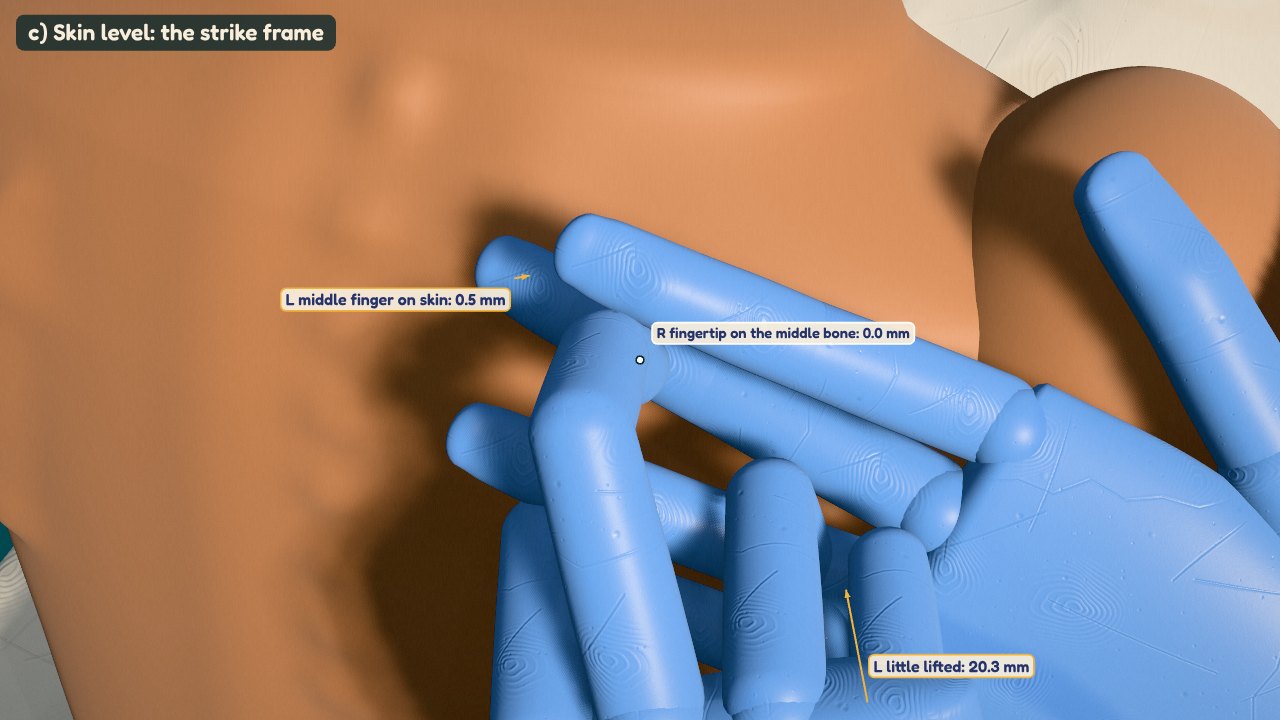 c) Skin level: the strike frame
L middle finger on skin: 0.5 mm
R fingertip on the middle bone: 0.0 mm
L little lifted: 20.3 mm